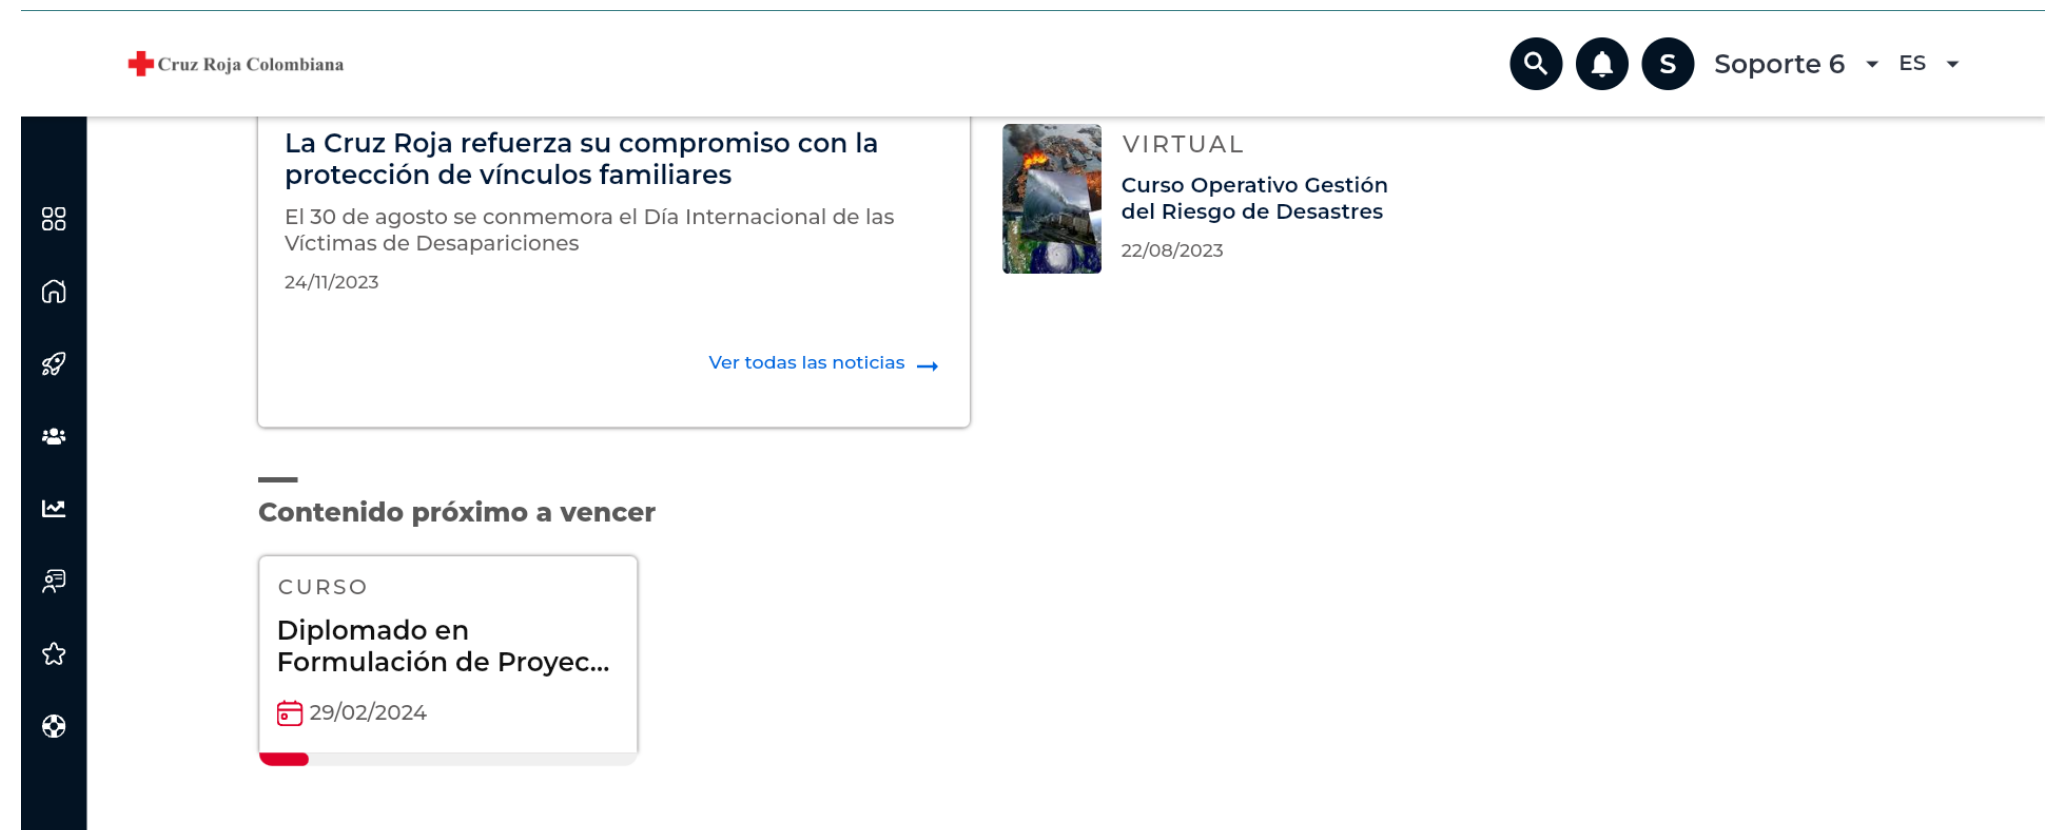 Cruz Roja Colombiana
S
Soporte 6
ES
La Cruz Roja refuerza su compromiso con la
protección de vínculos familiares
El 30 de agosto se conmemora el Día Internacional de las
Víctimas de Desapariciones
24/11/2023
Ver todas las noticias
VIRTUAL
Curso Operativo Gestión
del Riesgo de Desastres
22/08/2023
Contenido próximo a vencer
CURSO
Diplomado en
Formulación de Proyec...
29/02/2024